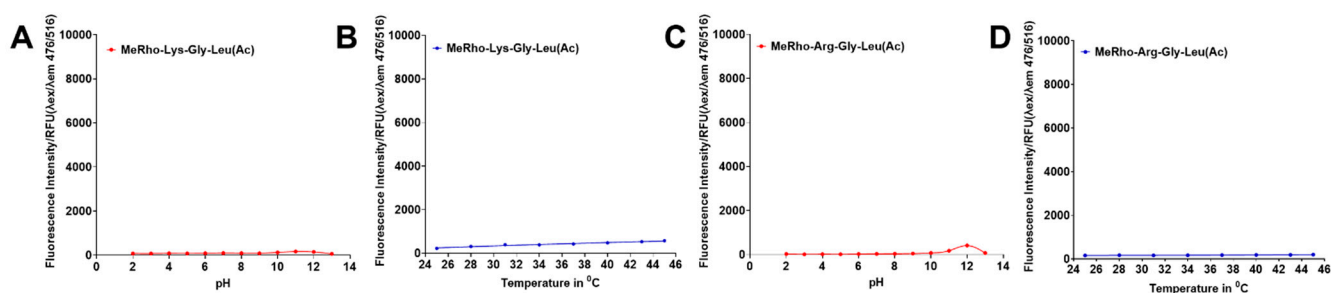 A
Fluorescence Intensity/RFU(λex/λem 476/516)
10000
8000
6000
4000
2000
0
MeRho-Lys-Gly-Leu(Ac)
0 2 4 6 8 10 12 14
pH
B
Fluorescence Intensity/RFU(λex/λem 476/516)
10000
8000
6000
4000
2000
0
MeRho-Lys-Gly-Leu(Ac)
24 26 28 30 32 34 36 38 40 42 44 46
Temperature in ⁰C
C
Fluorescence Intensity/RFU(λex/λem 476/516)
10000
8000
6000
4000
2000
0
MeRho-Arg-Gly-Leu(Ac)
0 2 4 6 8 10 12 14
pH
D
Fluorescence Intensity/RFU(λex/λem 476/516)
10000
8000
6000
4000
2000
0
MeRho-Arg-Gly-Leu(Ac)
24 26 28 30 32 34 36 38 40 42 44 46
Temperature in ⁰C